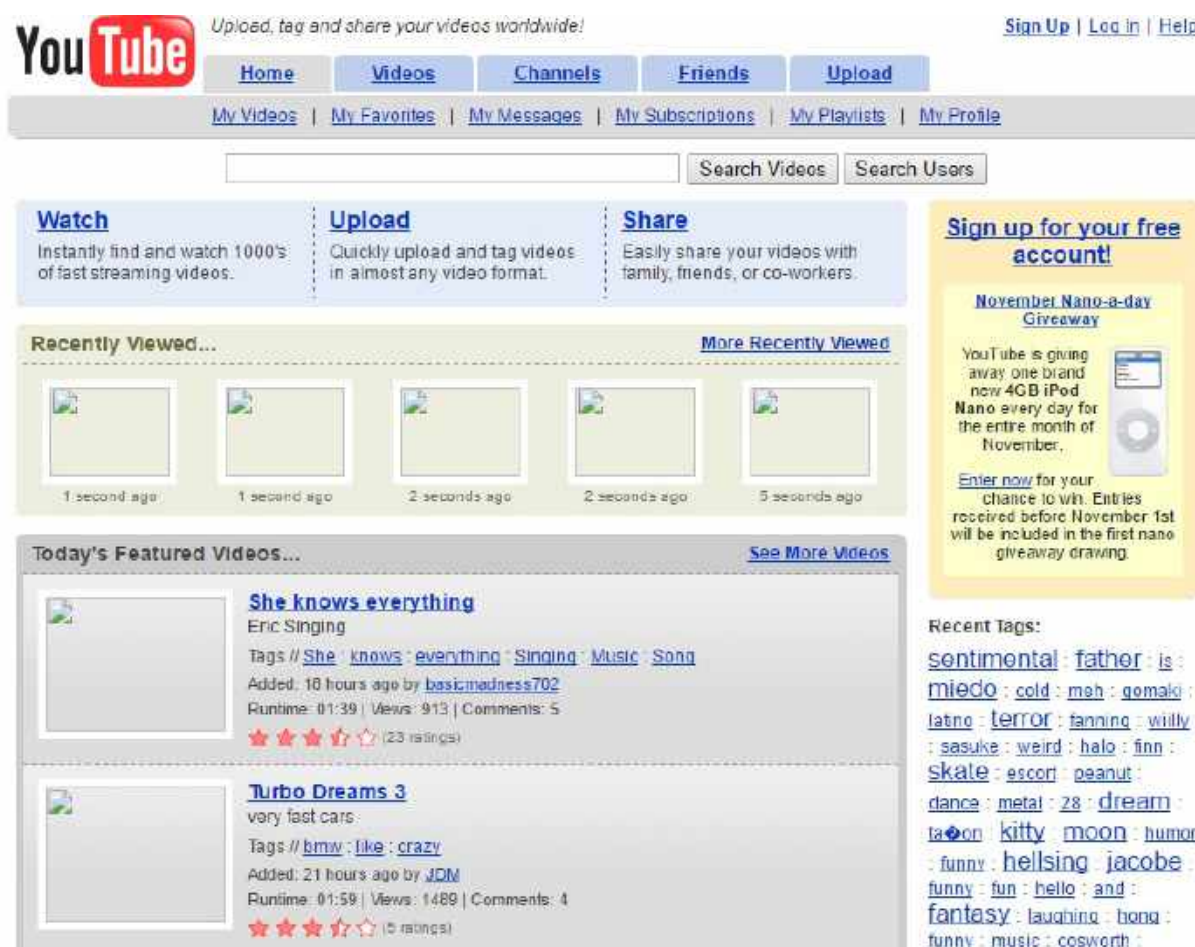 YouTube
Upload, tag and share your videos worldwide!
Sign Up | Log In | Help
Home
Videos
Channels
Friends
Upload
My Videos | My Favorites | My Messages | My Subscriptions | My Playlists | My Profile
Search Videos
Search Users
Watch
Instantly find and watch 1000's
of fast streaming videos.
Upload
Quickly upload and tag videos
in almost any video format.
Share
Easily share your videos with
family, friends, or co-workers.
Recently Viewed...
More Recently Viewed
1 second ago
1 second ago
2 seconds ago
2 seconds ago
5 seconds ago
Today's Featured Videos...
See More Videos
She knows everything
Eric Singing
Tags // She : knows : everything : Singing : Music : Song
Added: 18 hours ago by basicmadness702
Runtime: 01:39 | Views: 913 | Comments: 5
(23 ratings)
Turbo Dreams 3
very fast cars
Tags // bmw : like : crazy
Added: 21 hours ago by JDM
Runtime: 01:59 | Views: 1489 | Comments: 4
(5 ratings)
Sign up for your free
account!
November Nano-a-day
Giveaway
YouTube is giving
away one brand
new 4GB iPod
Nano every day for
the entire month of
November.
Enter now for your
chance to win. Entries
received before November 1st
will be included in the first nano
giveaway drawing.
Recent Tags:
sentimental : father : is :
miedo : cold : meh : gomaki :
latino : terror : fanning : willy
: sasuke : weird : halo : finn :
skate : escort : peanut :
dance : metal : 28 : dream :
ta�on : kitty : moon : humor
: funny : hellsing : jacobe :
funny : fun : hello : and :
fantasy : laughing : hong :
funny : music : cosworth :